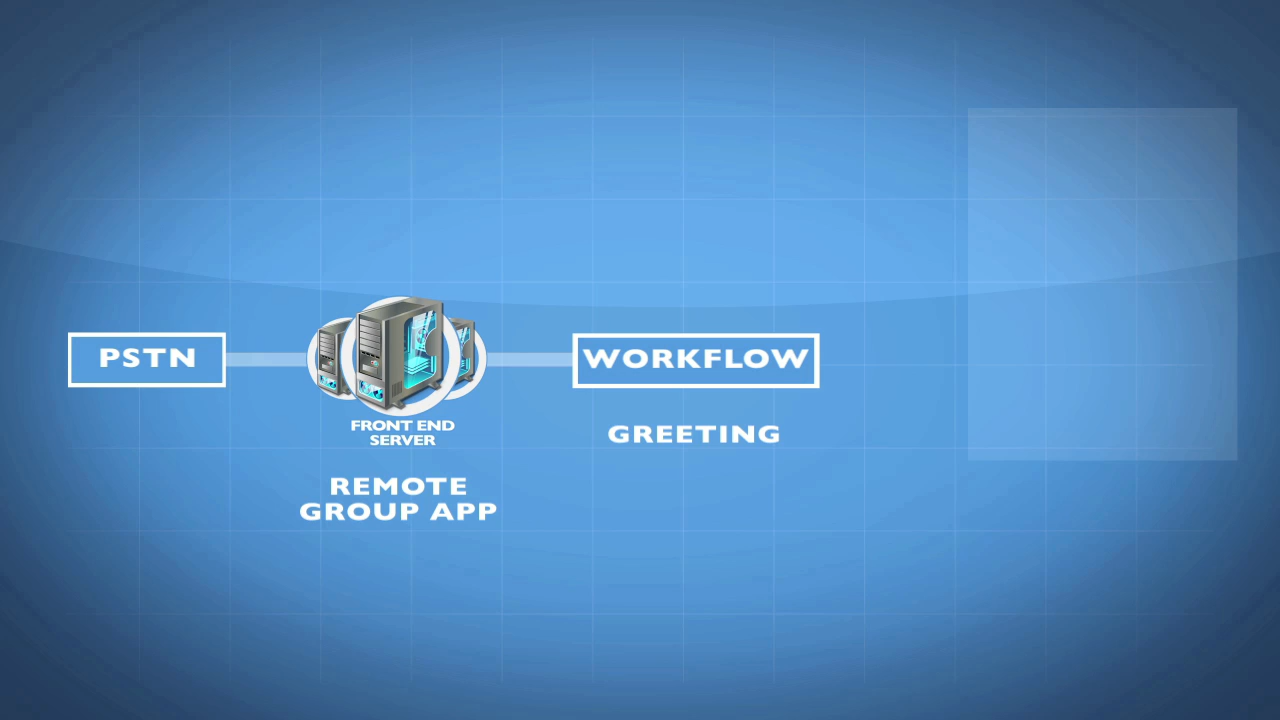 PSTN
WORKFLOW
FRONT END
SERVER
GREETING
REMOTE
GROUP APP